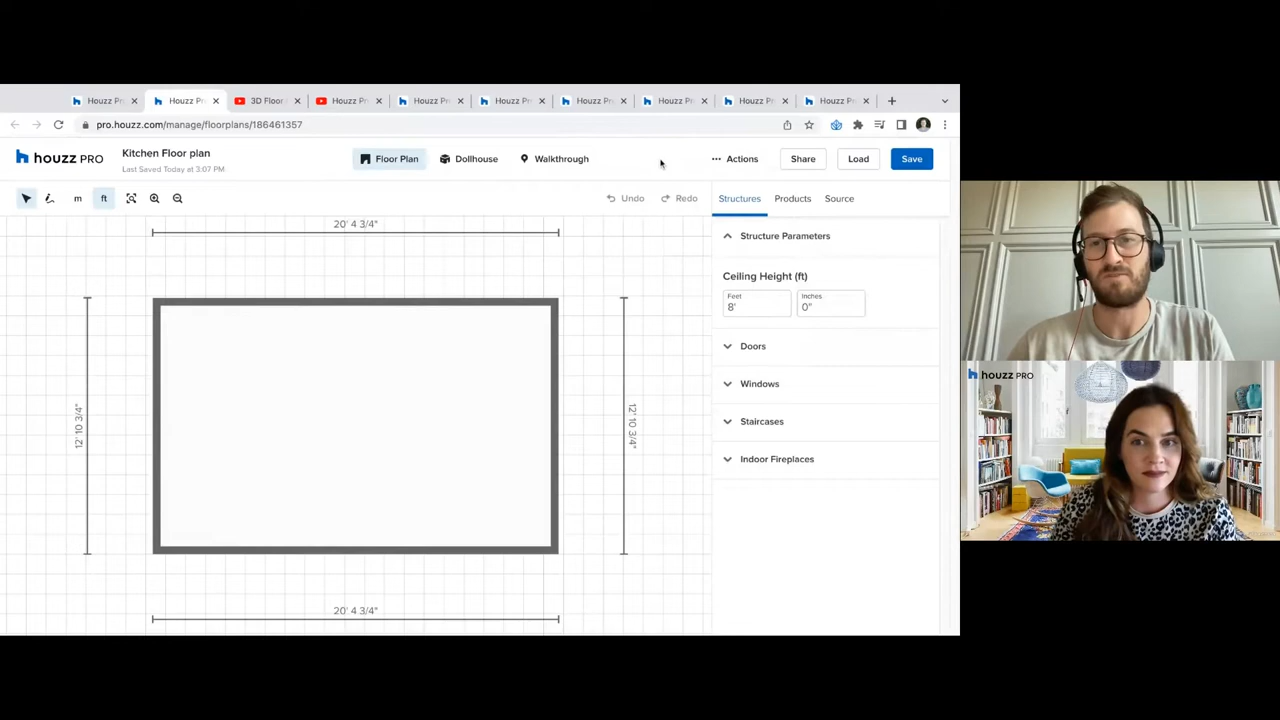 Houzz Pr
Houzz Pr
3D Floor
Houzz Pr
Houzz Pr
Houzz Pr
Houzz Pr
Houzz Pr
Houzz Pr
Houzz Pr
pro.houzz.com/manage/floorplans/186461357
houzz PRO
Kitchen Floor plan
Last Saved Today at 3:07 PM
Floor Plan
Dollhouse
Walkthrough
Actions
Share
Load
Save
m
ft
Undo
Redo
Structures
Products
Source
20' 4 3/4"
Structure Parameters
Ceiling Height (ft)
Feet
8'
Inches
0"
Doors
Windows
Staircases
Indoor Fireplaces
12' 10 3/4"
12' 10 3/4"
20' 4 3/4"
houzz PRO